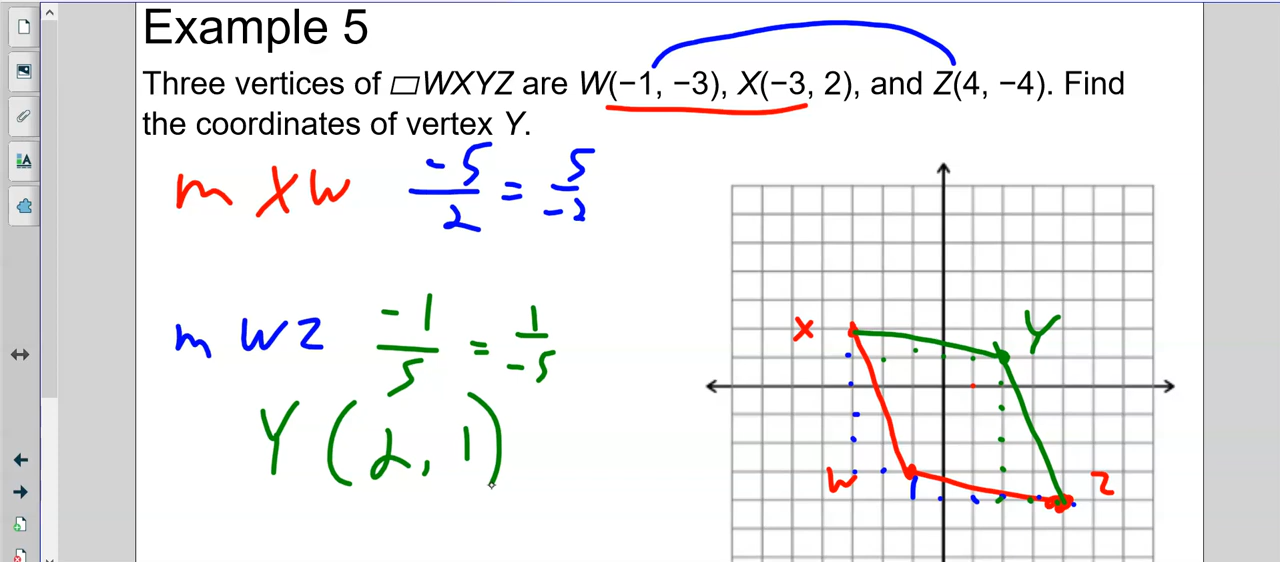 Example 5
Three vertices of ▱WXYZ are W(−1, −3), X(−3, 2), and Z(4, −4). Find
the coordinates of vertex Y.
m XW -5/2 = 5/-2
m WZ -1/5 = 1/-5
Y (2, 1)
X Y
W Z